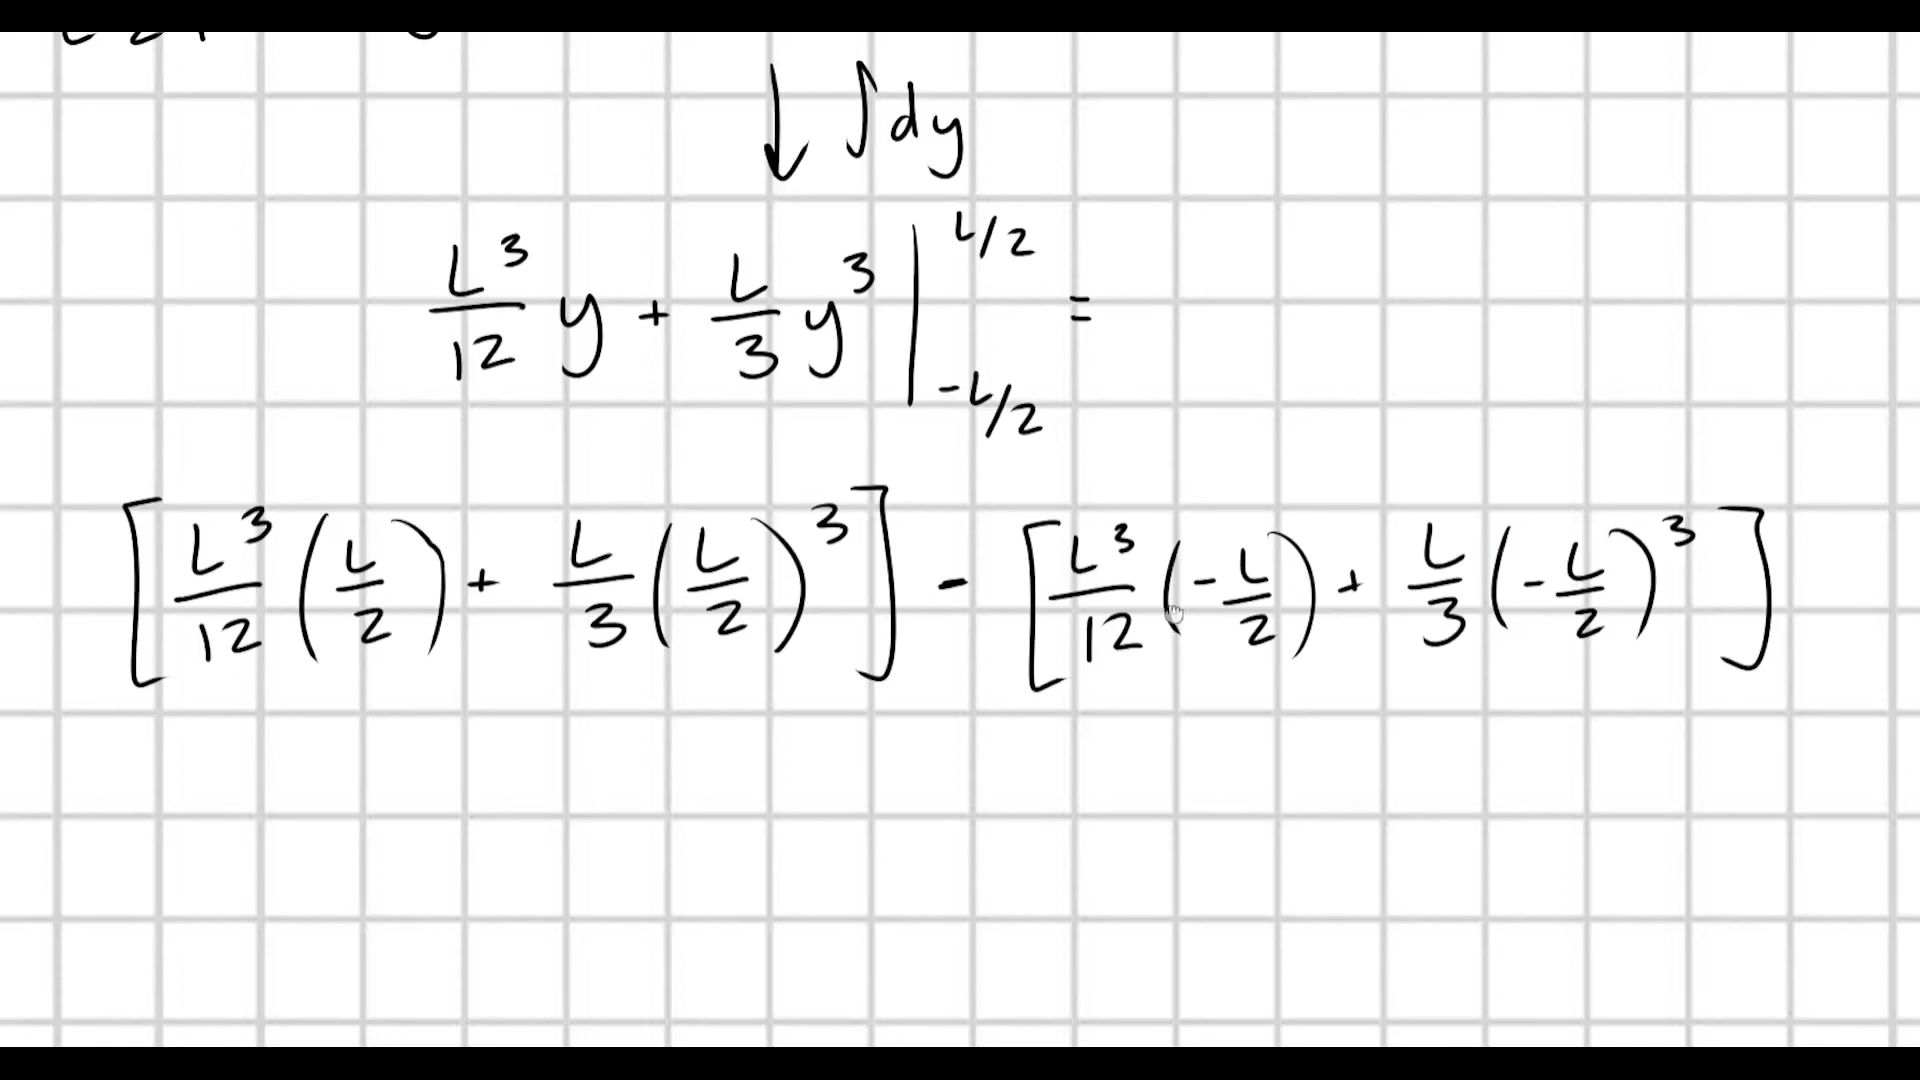 ↓ ∫dy
L³/12 y + L/3 y³ |_{-L/2}^{L/2} =
[L³/12 (L/2) + L/3 (L/2)³] - [L³/12 (-L/2) + L/3 (-L/2)³]